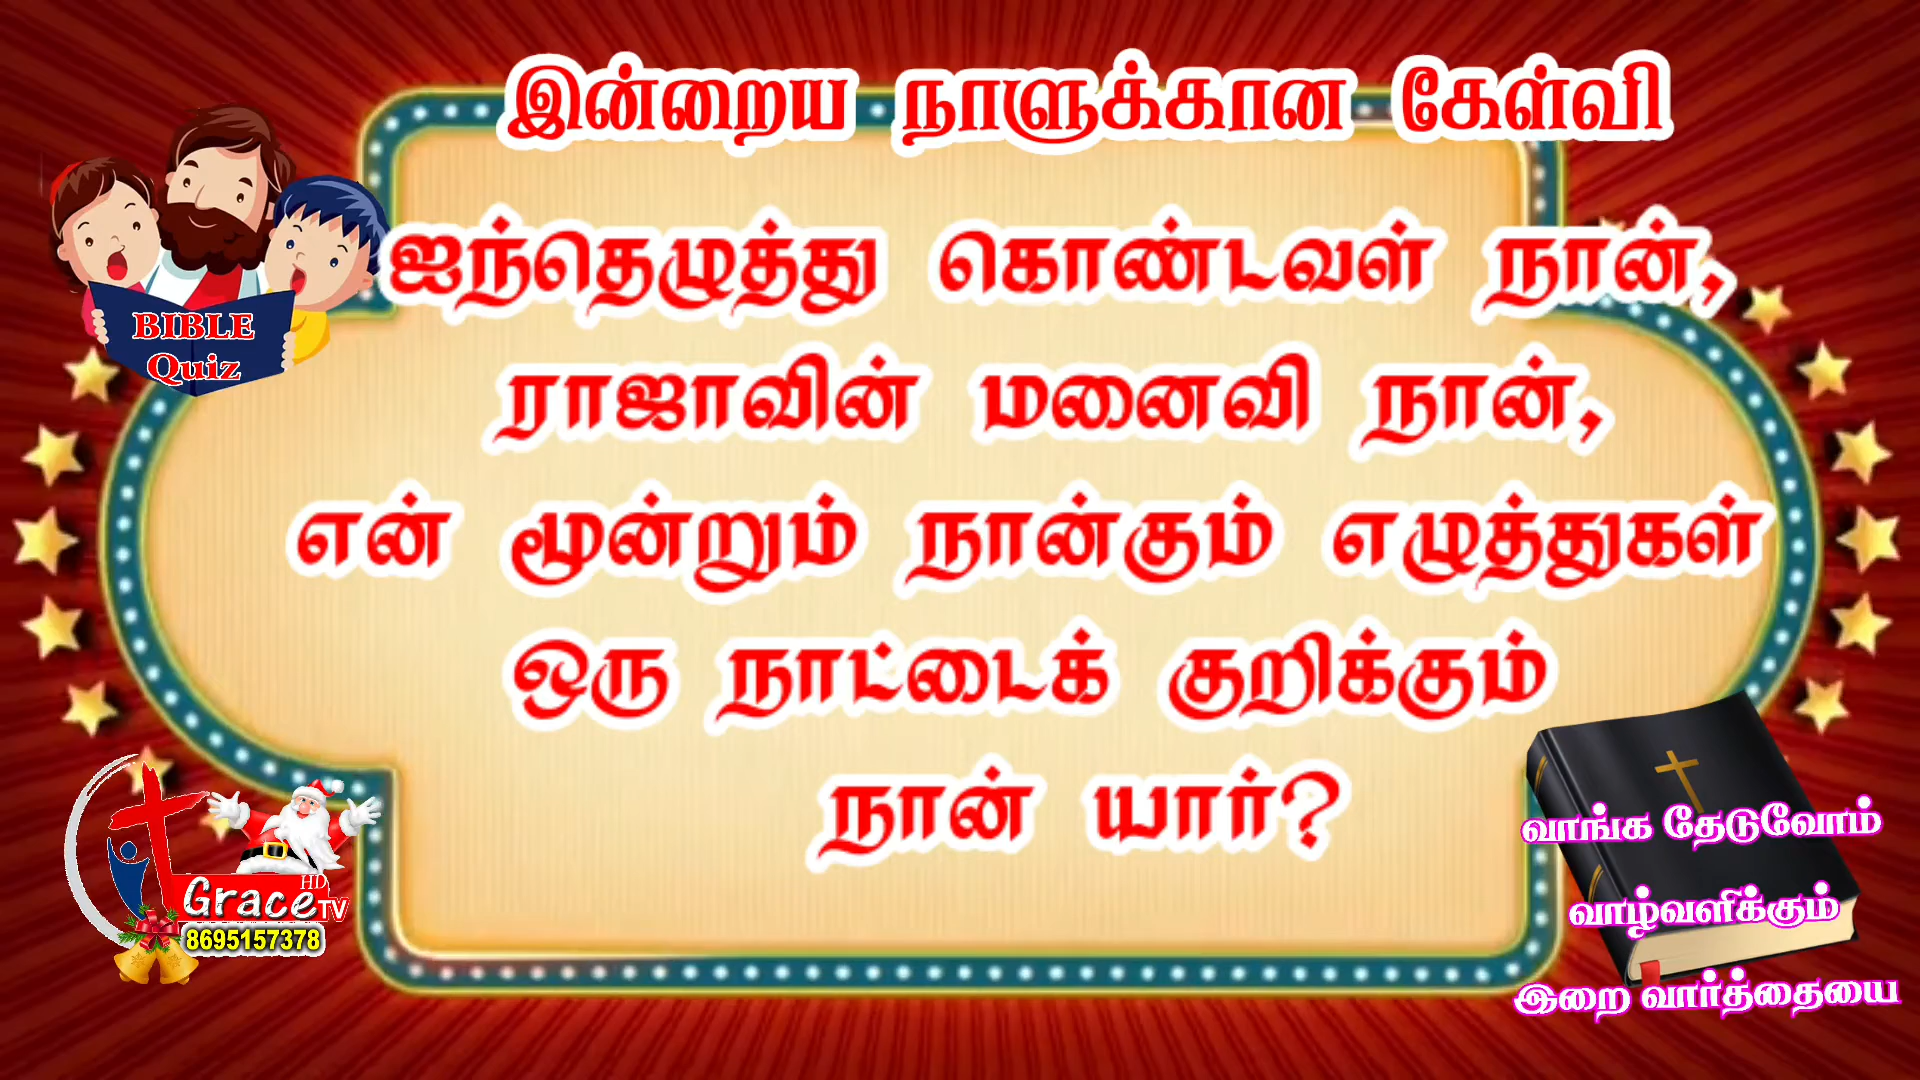 இன்றைய நாளுக்கான கேள்வி
ஐந்தெழுத்து கொண்டவள் நான்,
ராஜாவின் மனைவி நான்,
என் மூன்றும் நான்கும் எழுத்துகள்
ஒரு நாட்டைக் குறிக்கும்
நான் யார்?
BIBLE
Quiz
Grace HD TV
8695157378
வாங்க தேடுவோம்
வாழ்வளிக்கும்
இறை வார்த்தையை